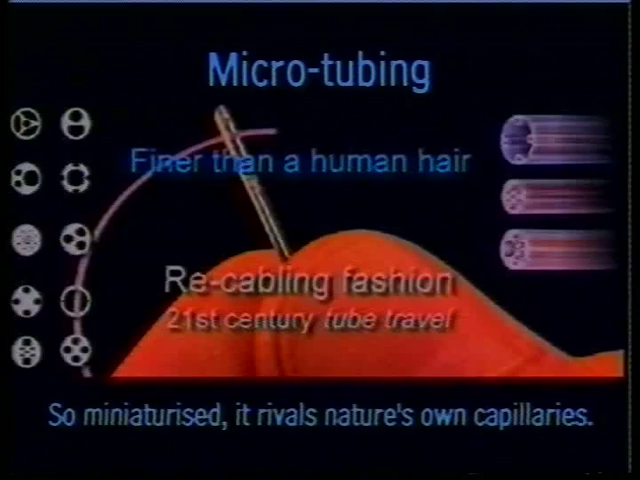 Micro-tubing
Finer than a human hair
Re-cabling fashion
21st century tube travel
So miniaturised, it rivals nature's own capillaries.